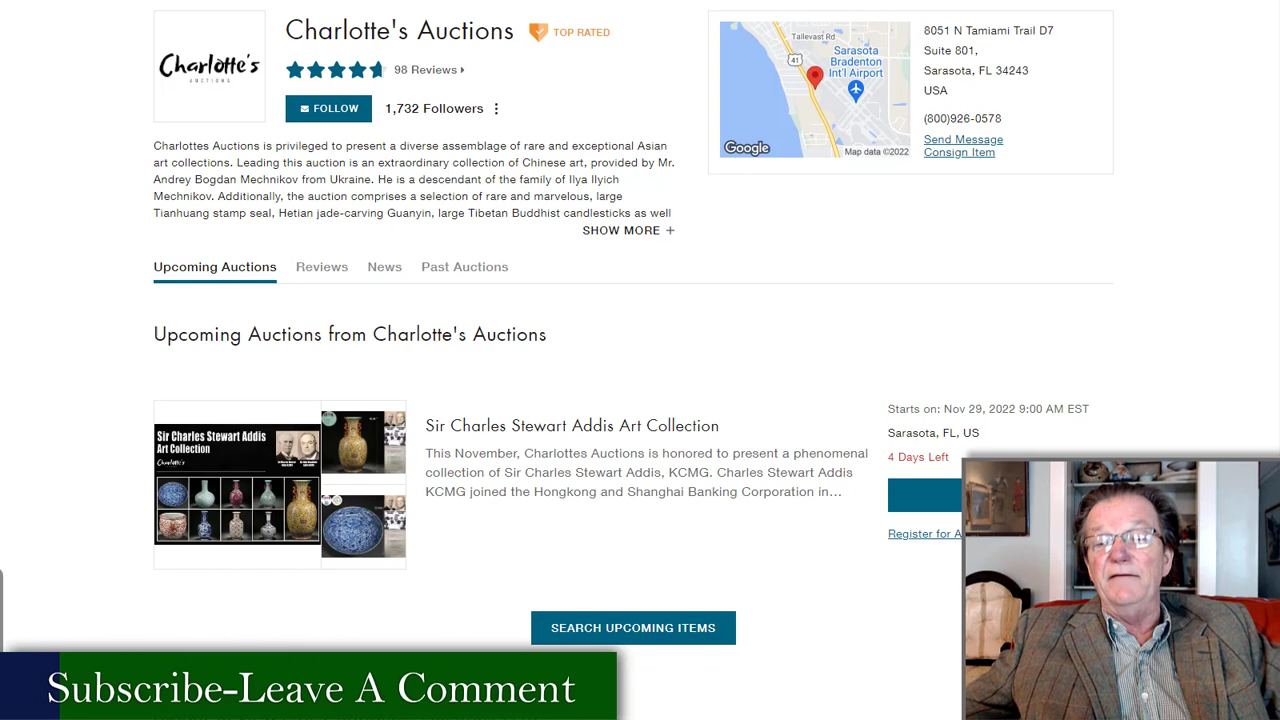 Charlotte's
AUCTIONS
Charlotte's Auctions
TOP RATED
98 Reviews
FOLLOW
1,732 Followers
Charlottes Auctions is privileged to present a diverse assemblage of rare and exceptional Asian
art collections. Leading this auction is an extraordinary collection of Chinese art, provided by Mr.
Andrey Bogdan Mechnikov from Ukraine. He is a descendant of the family of Ilya Ilyich
Mechnikov. Additionally, the auction comprises a selection of rare and marvelous, large
Tianhuang stamp seal, Hetian jade-carving Guanyin, large Tibetan Buddhist candlesticks as well
SHOW MORE +
Tallevast Rd
41
Sarasota
Bradenton
Int'l Airport
Google
Map data ©2022
8051 N Tamiami Trail D7
Suite 801,
Sarasota, FL 34243
USA
(800)926-0578
Send Message
Consign Item
Upcoming Auctions
Reviews
News
Past Auctions
Upcoming Auctions from Charlotte's Auctions
Sir Charles Stewart Addis
Art Collection
Charlotte's
Sir Charles Stewart Addis Art Collection
This November, Charlottes Auctions is honored to present a phenomenal
collection of Sir Charles Stewart Addis, KCMG. Charles Stewart Addis
KCMG joined the Hongkong and Shanghai Banking Corporation in...
Starts on: Nov 29, 2022 9:00 AM EST
Sarasota, FL, US
4 Days Left
Register for A
SEARCH UPCOMING ITEMS
Subscribe-Leave A Comment